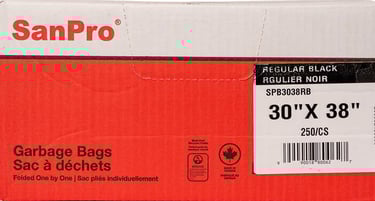 SanPro®
REGULAR BLACK
RGULIER NOIR
SPB3038RB
30"X 38"
250/CS
Garbage Bags
Sac à déchets
Folded One by One | Sac pliés individuellement